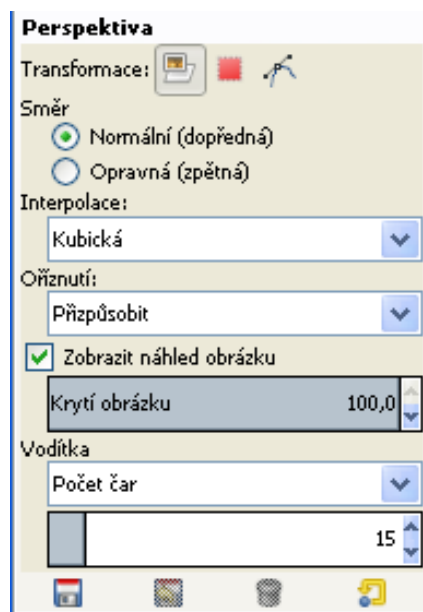 Perspektiva
Transformace:
Směr
Normální (dopředná)
Opravná (zpětná)
Interpolace:
Kubická
Oříznutí:
Přizpůsobit
Zobrazit náhled obrázku
Krytí obrázku 100,0
Vodítka
Počet čar
15